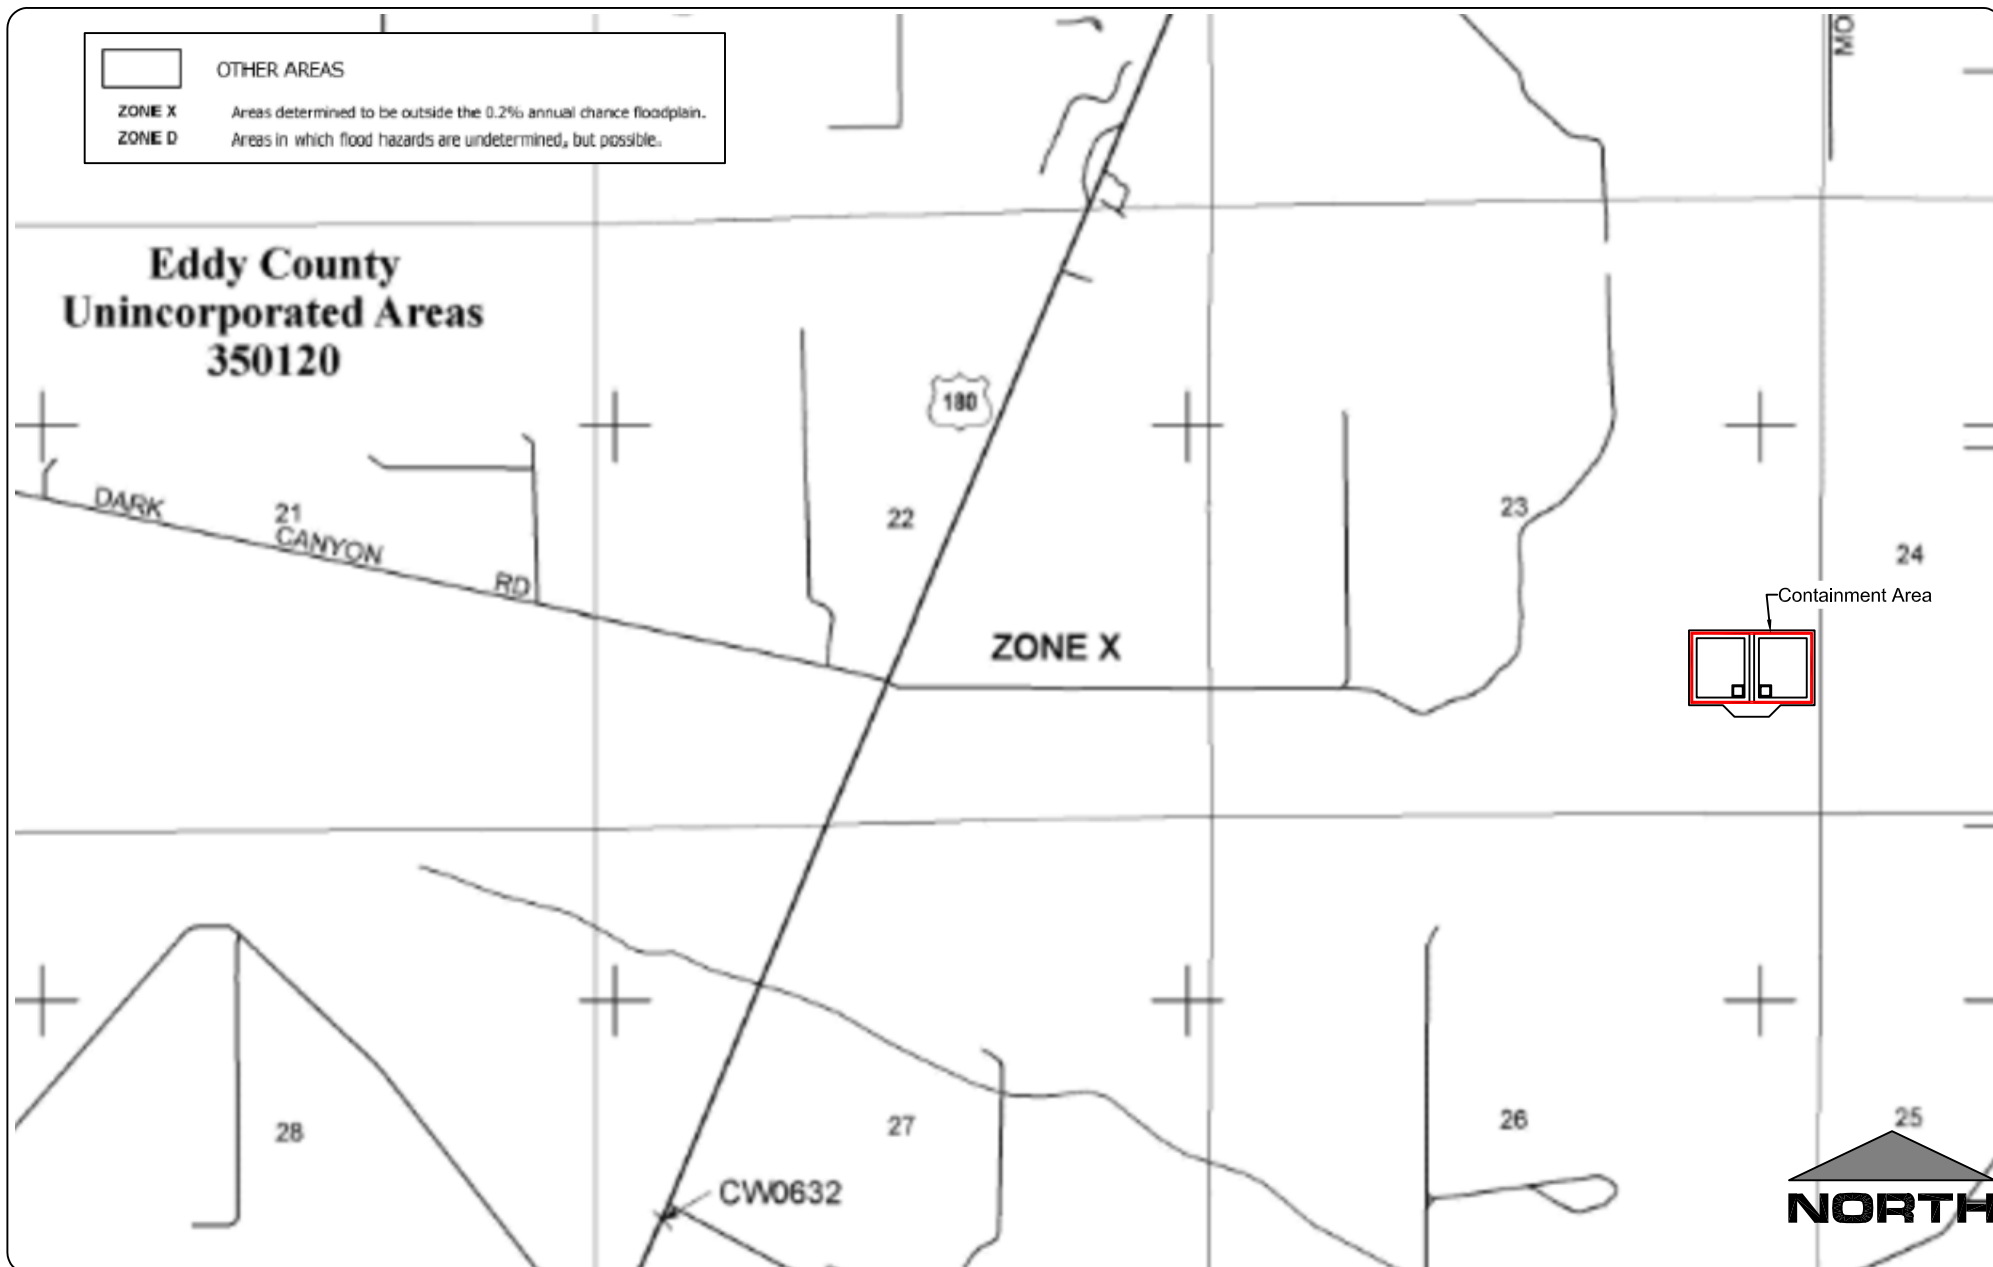 MO
OTHER AREAS
ZONE X Areas determined to be outside the 0.2% annual chance floodplain.
ZONE D Areas in which flood hazards are undetermined, but possible.
Eddy County
Unincorporated Areas
350120
180
DARK
21
CANYON
RD
22
23
24
Containment Area
ZONE X
28
27
26
25
CW0632
NORTH